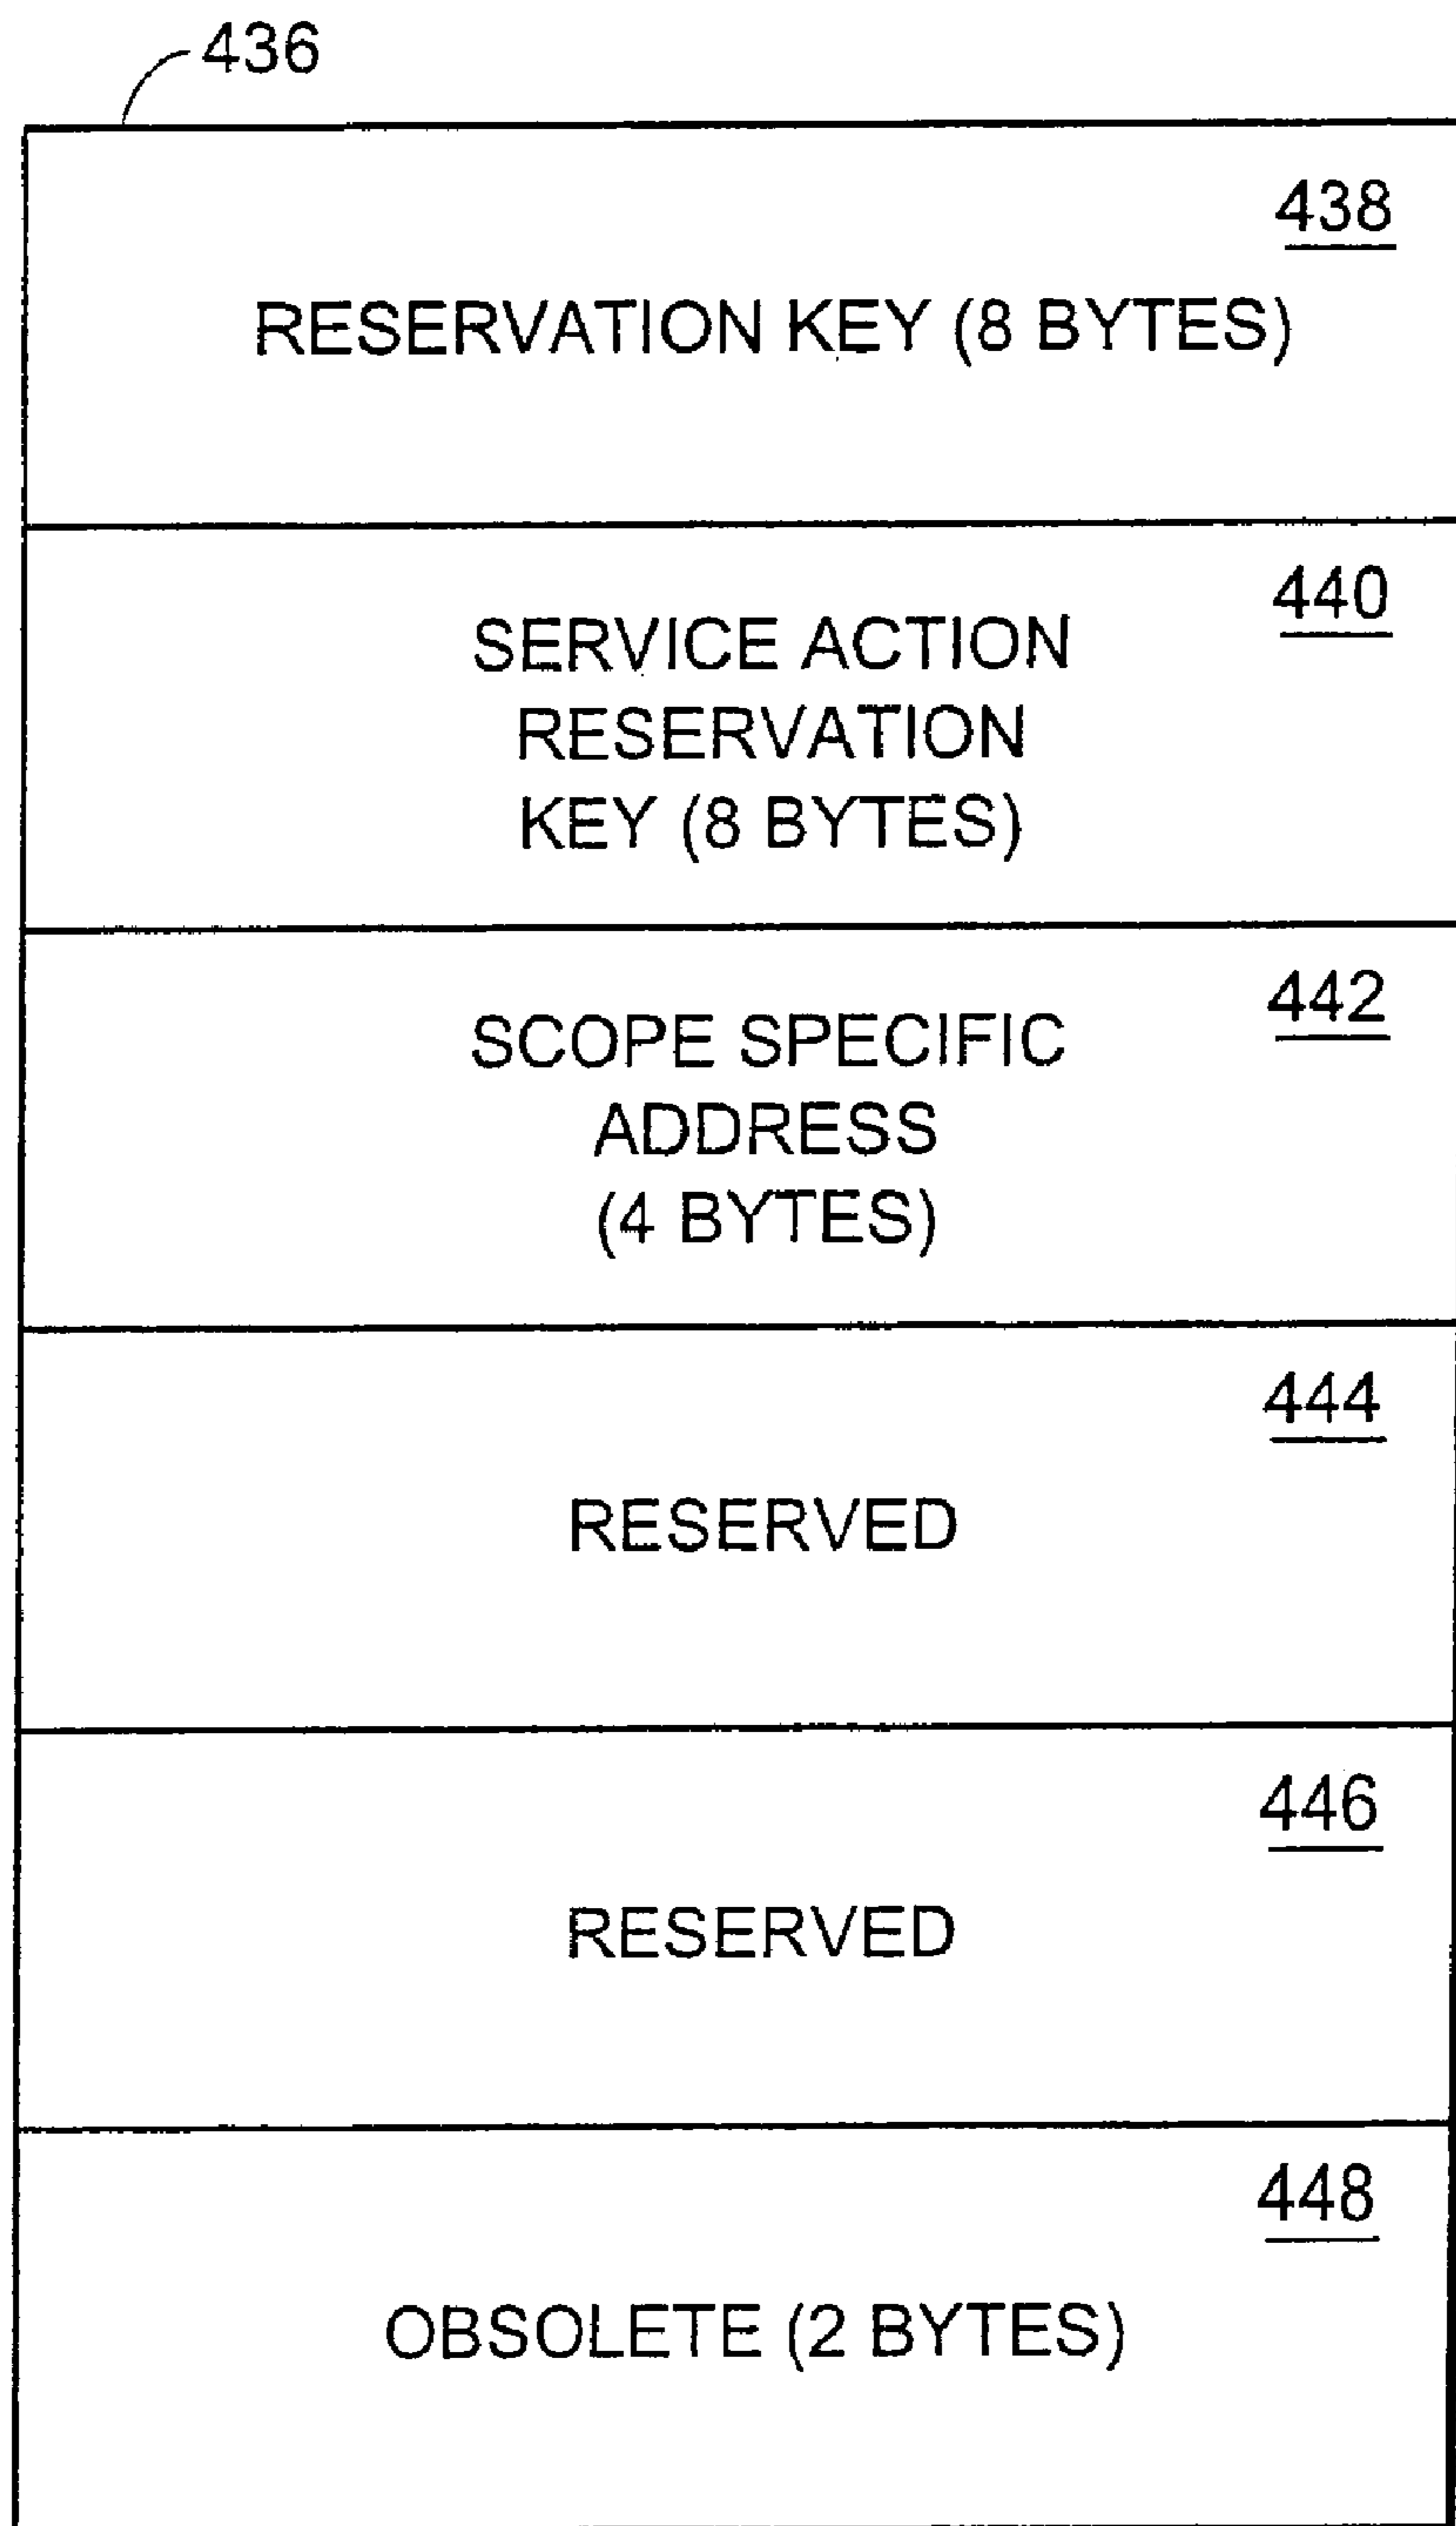 436
438
RESERVATION KEY (8 BYTES)
440
SERVICE ACTION
RESERVATION
KEY (8 BYTES)
442
SCOPE SPECIFIC
ADDRESS
(4 BYTES)
444
RESERVED
446
RESERVED
448
OBSOLETE (2 BYTES)